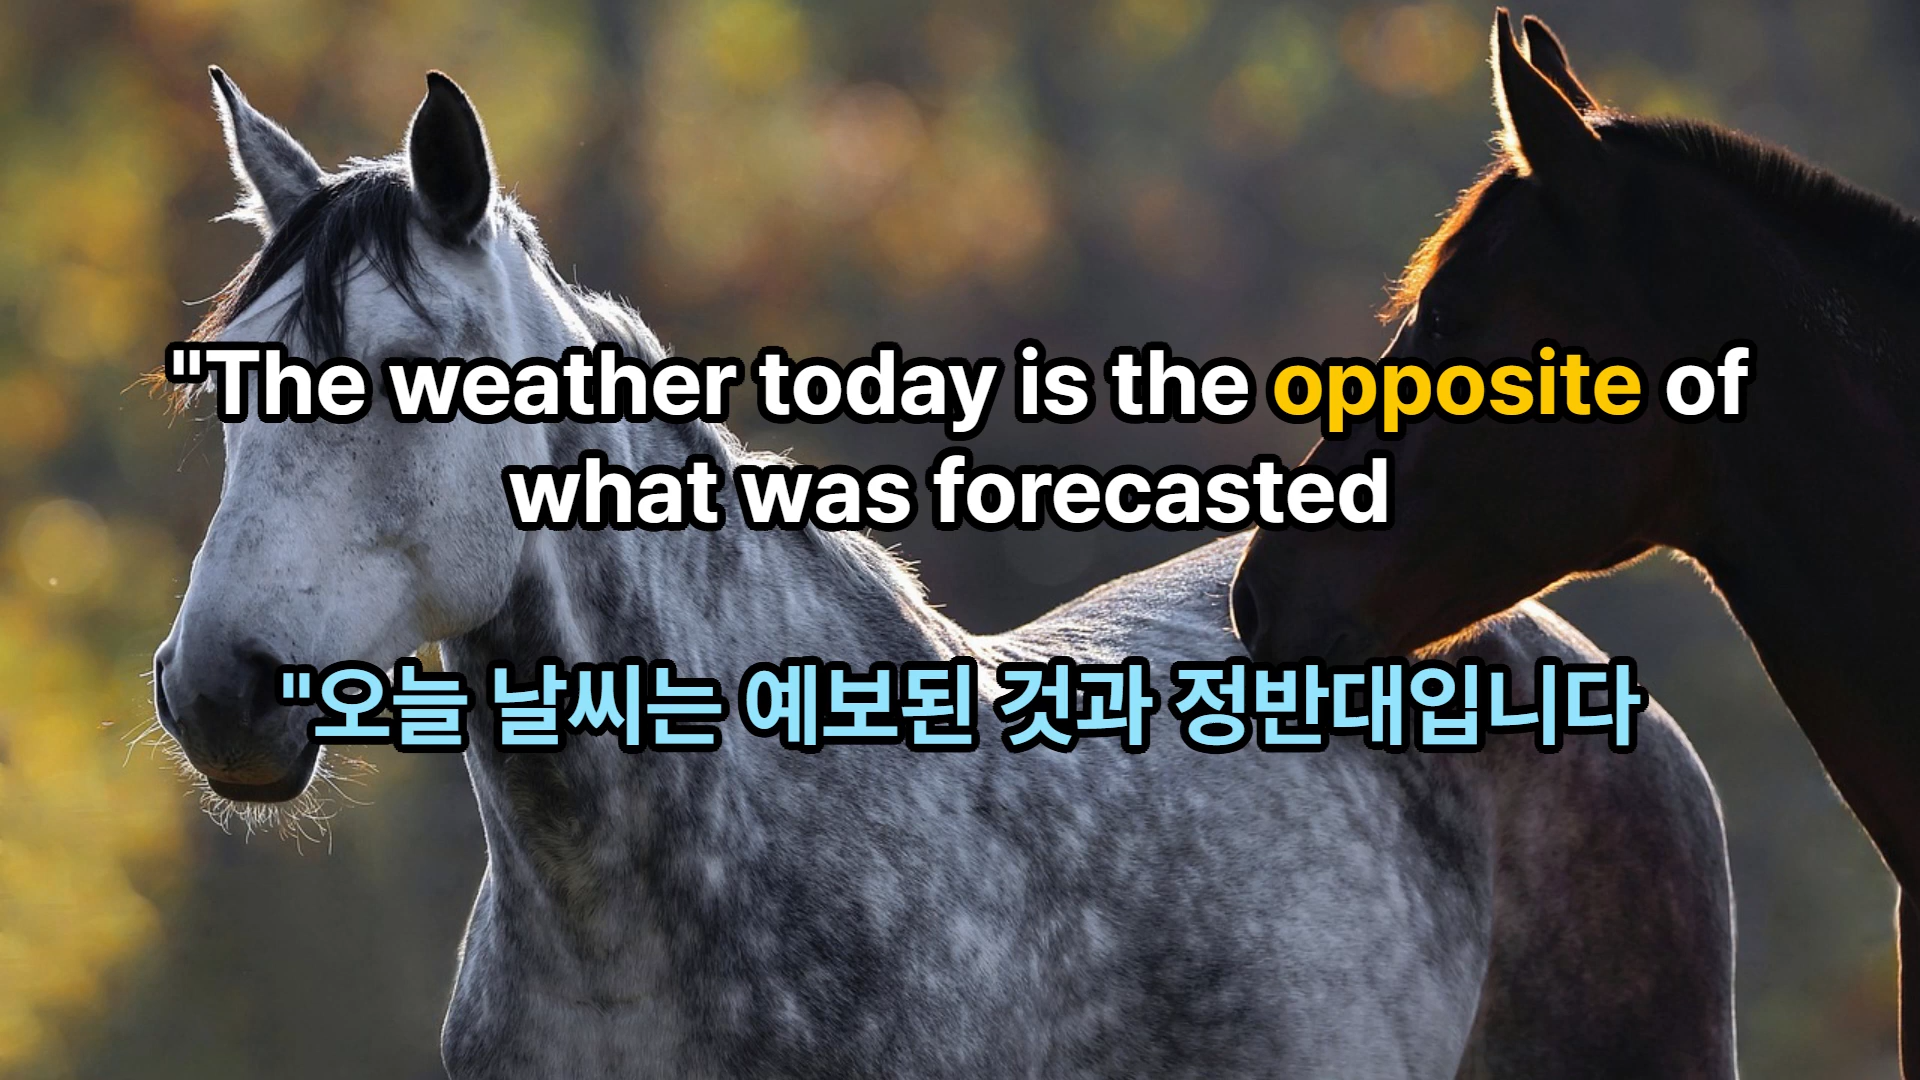 "The weather today is the opposite of
what was forecasted
"오늘 날씨는 예보된 것과 정반대입니다